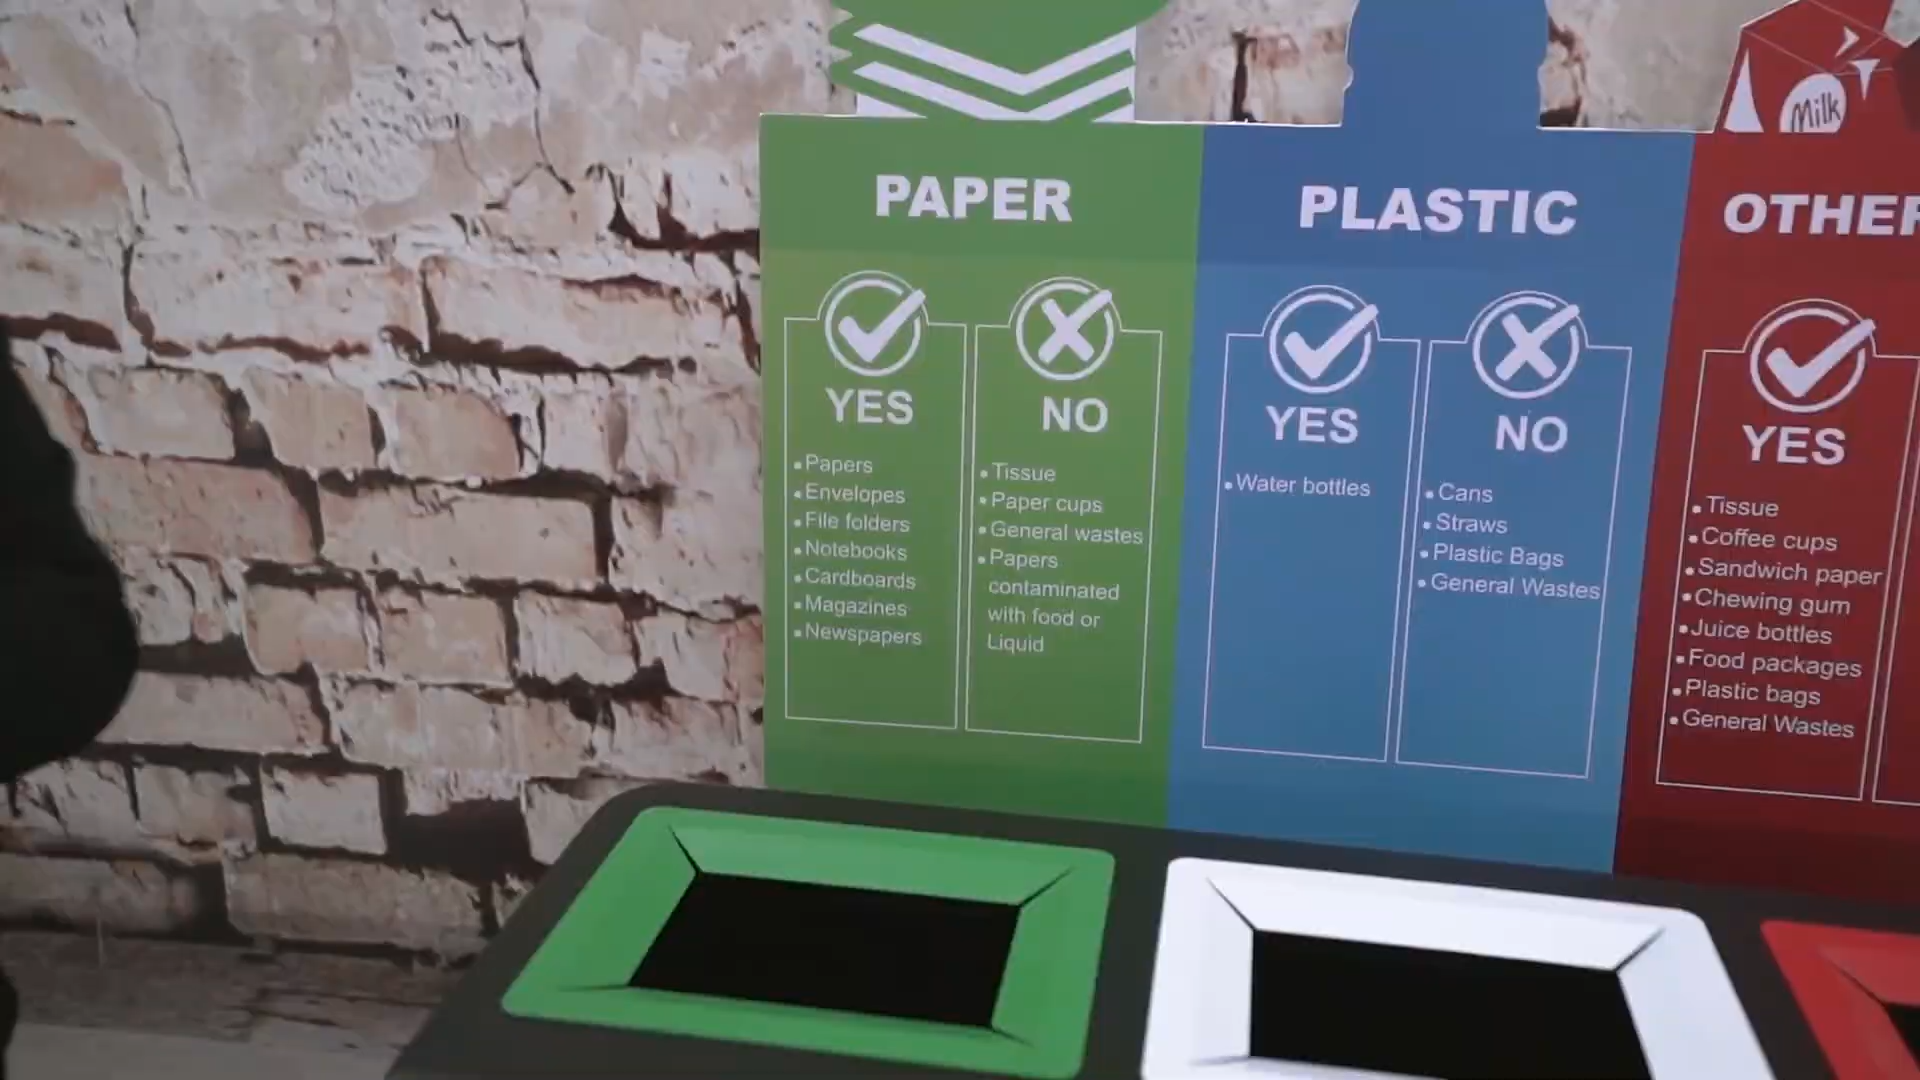 Milk
PAPER
YES
Papers
Envelopes
File folders
Notebooks
Cardboards
Magazines
Newspapers
NO
Tissue
Paper cups
General wastes
Papers
contaminated
with food or
Liquid
PLASTIC
YES
Water bottles
NO
Cans
Straws
Plastic Bags
General Wastes
OTHER
YES
Tissue
Coffee cups
Sandwich paper
Chewing gum
Juice bottles
Food packages
Plastic bags
General Wastes